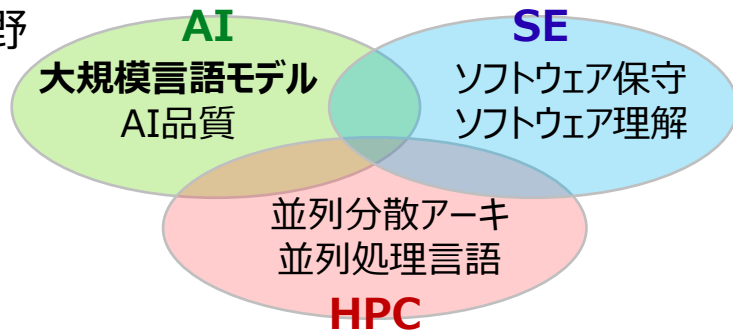 野
AI
大規模言語モデル
AI品質
SE
ソフトウェア保守
ソフトウェア理解
並列分散アーキ
並列処理言語
HPC